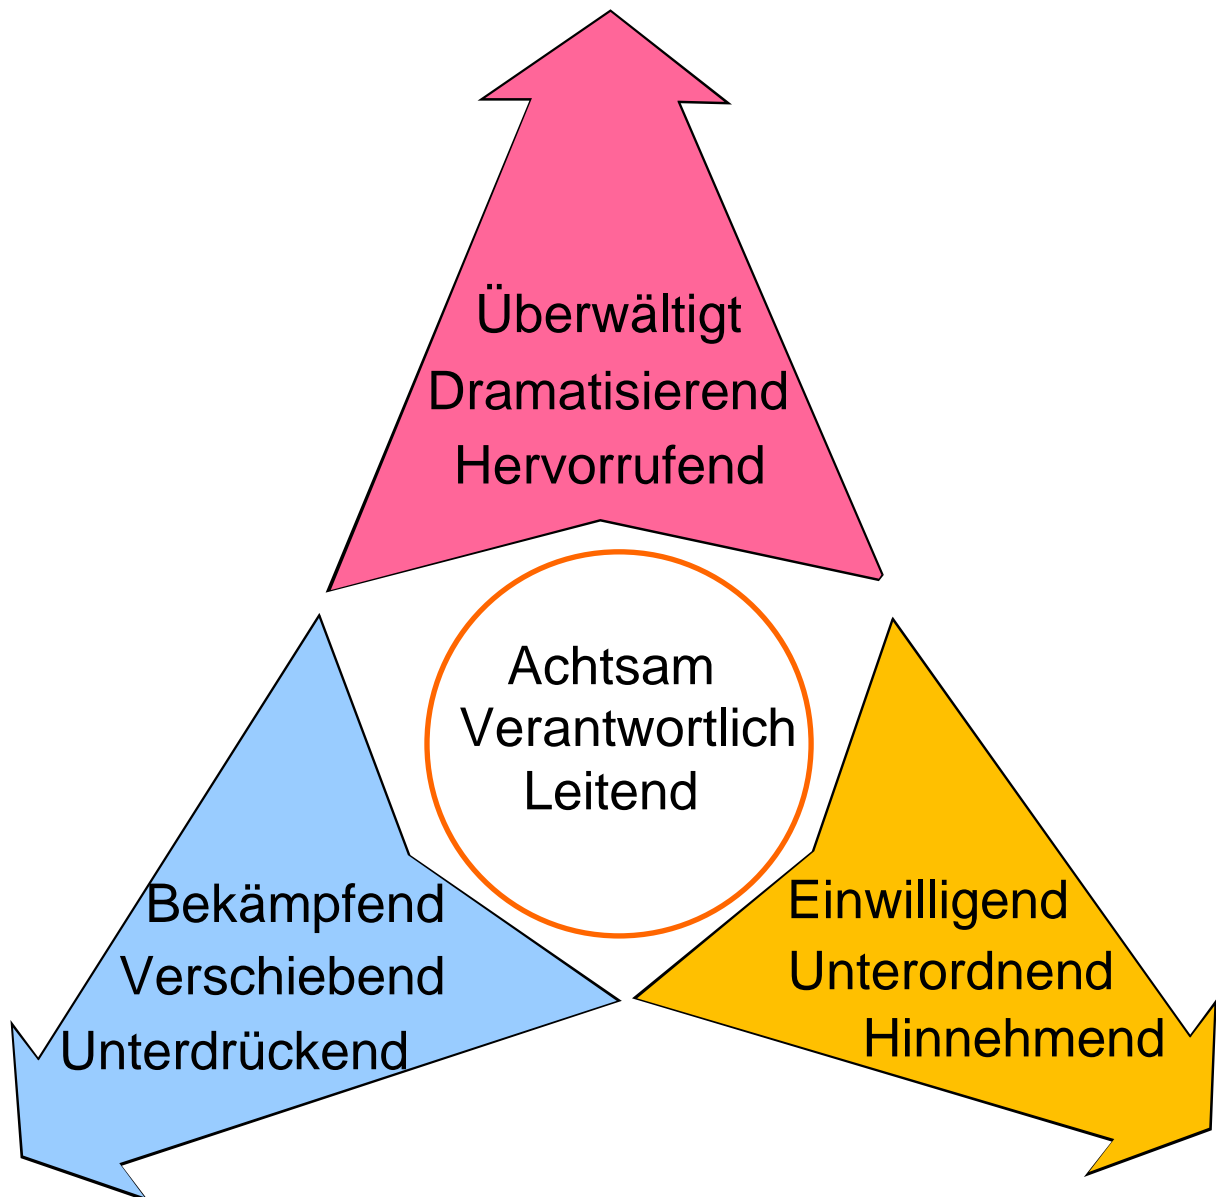 Überwältigt
Dramatisierend
Hervorrufend
Achtsam
Verantwortlich
Leitend
Bekämpfend
Verschiebend
Unterdrückend
Einwilligend
Unterordnend
Hinnehmend